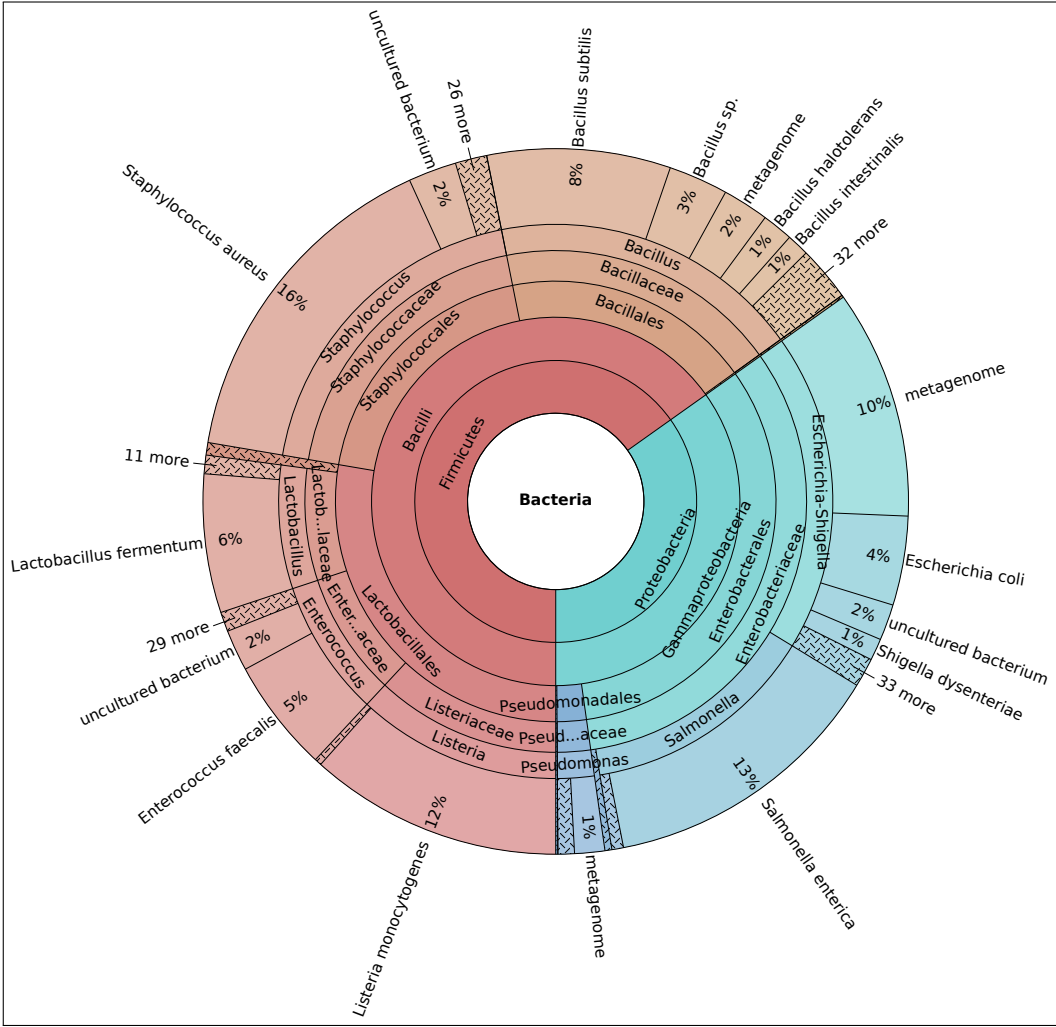 Bacteria
Firmicutes
Bacilli
Staphylococcales
Staphylococcaceae
Staphylococcus
Staphylococcus aureus
16%
uncultured bacterium
2%
26 more
Bacillales
Bacillaceae
Bacillus
Bacillus subtilis
8%
Bacillus sp.
3%
metagenome
2%
Bacillus halotolerans
1%
Bacillus intestinalis
1%
32 more
Proteobacteria
Gammaproteobacteria
Enterobacterales
Enterobacteriaceae
Escherichia-Shigella
metagenome
10%
Escherichia coli
4%
uncultured bacterium
2%
Shigella dysenteriae
1%
33 more
Salmonella
Salmonella enterica
13%
Pseudomonadales
Pseud...aceae
Pseudomonas
metagenome
1%
Lactobacillales
Listeriaceae
Listeria
Listeria monocytogenes
12%
Enter...aceae
Enterococcus
Enterococcus faecalis
5%
uncultured bacterium
2%
29 more
Lactob...laceae
Lactobacillus
Lactobacillus fermentum
6%
11 more